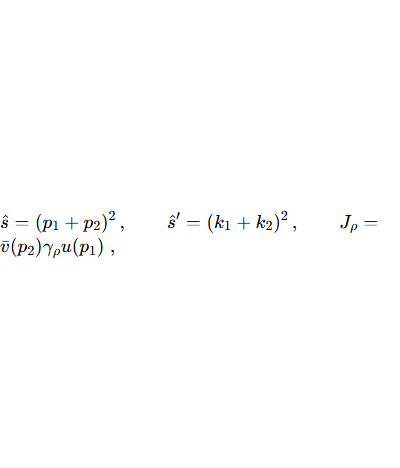 ŝ = (p₁ + p₂)² ,  ŝ′ = (k₁ + k₂)² ,  J_ρ =
v̄(p₂)γ_ρu(p₁) ,